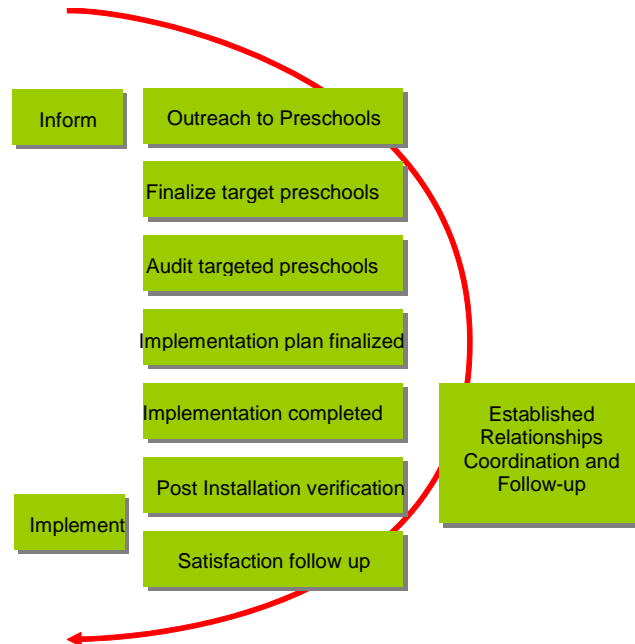 Inform
Outreach to Preschools
Finalize target preschools
Audit targeted preschools
Implementation plan finalized
Implementation completed
Established
Relationships
Coordination and
Follow-up
Post Installation verification
Implement
Satisfaction follow up